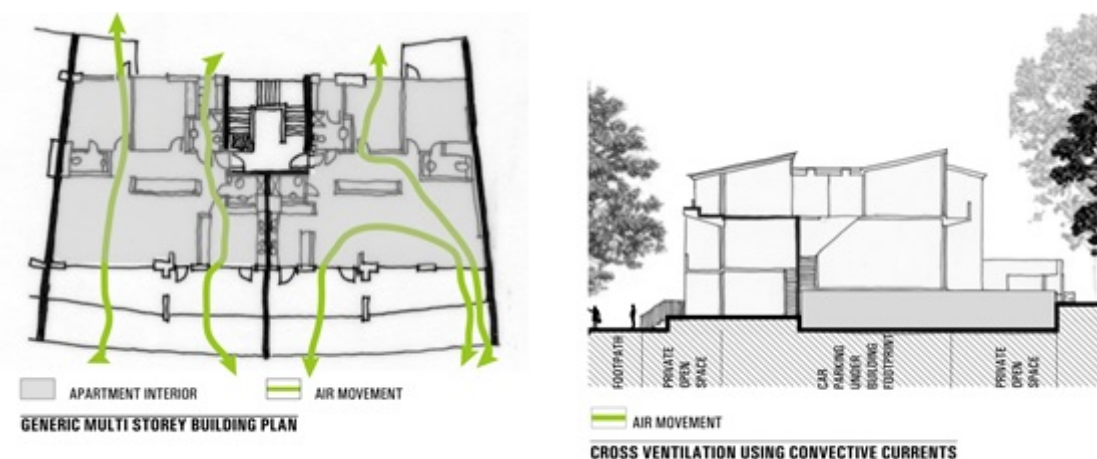 APARTMENT INTERIOR
AIR MOVEMENT
GENERIC MULTI STOREY BUILDING PLAN
FOOTPATH
PRIVATE
OPEN
SPACE
CAR
PARKING
UNDER
BUILDING
FOOTPRINT
PRIVATE
OPEN
SPACE
AIR MOVEMENT
CROSS VENTILATION USING CONVECTIVE CURRENTS